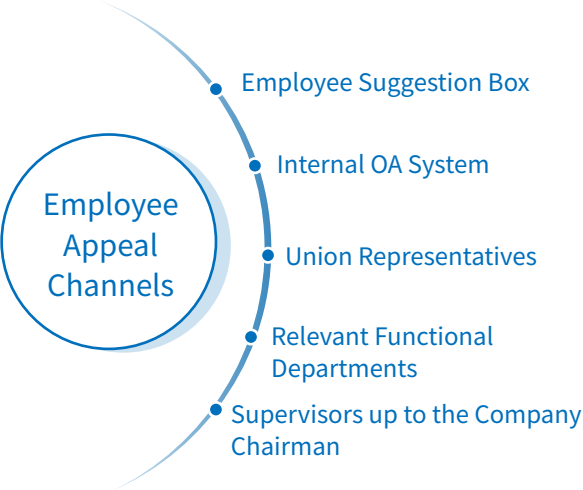 Employee
Appeal
Channels
Employee Suggestion Box
Internal OA System
Union Representatives
Relevant Functional
Departments
Supervisors up to the Company
Chairman